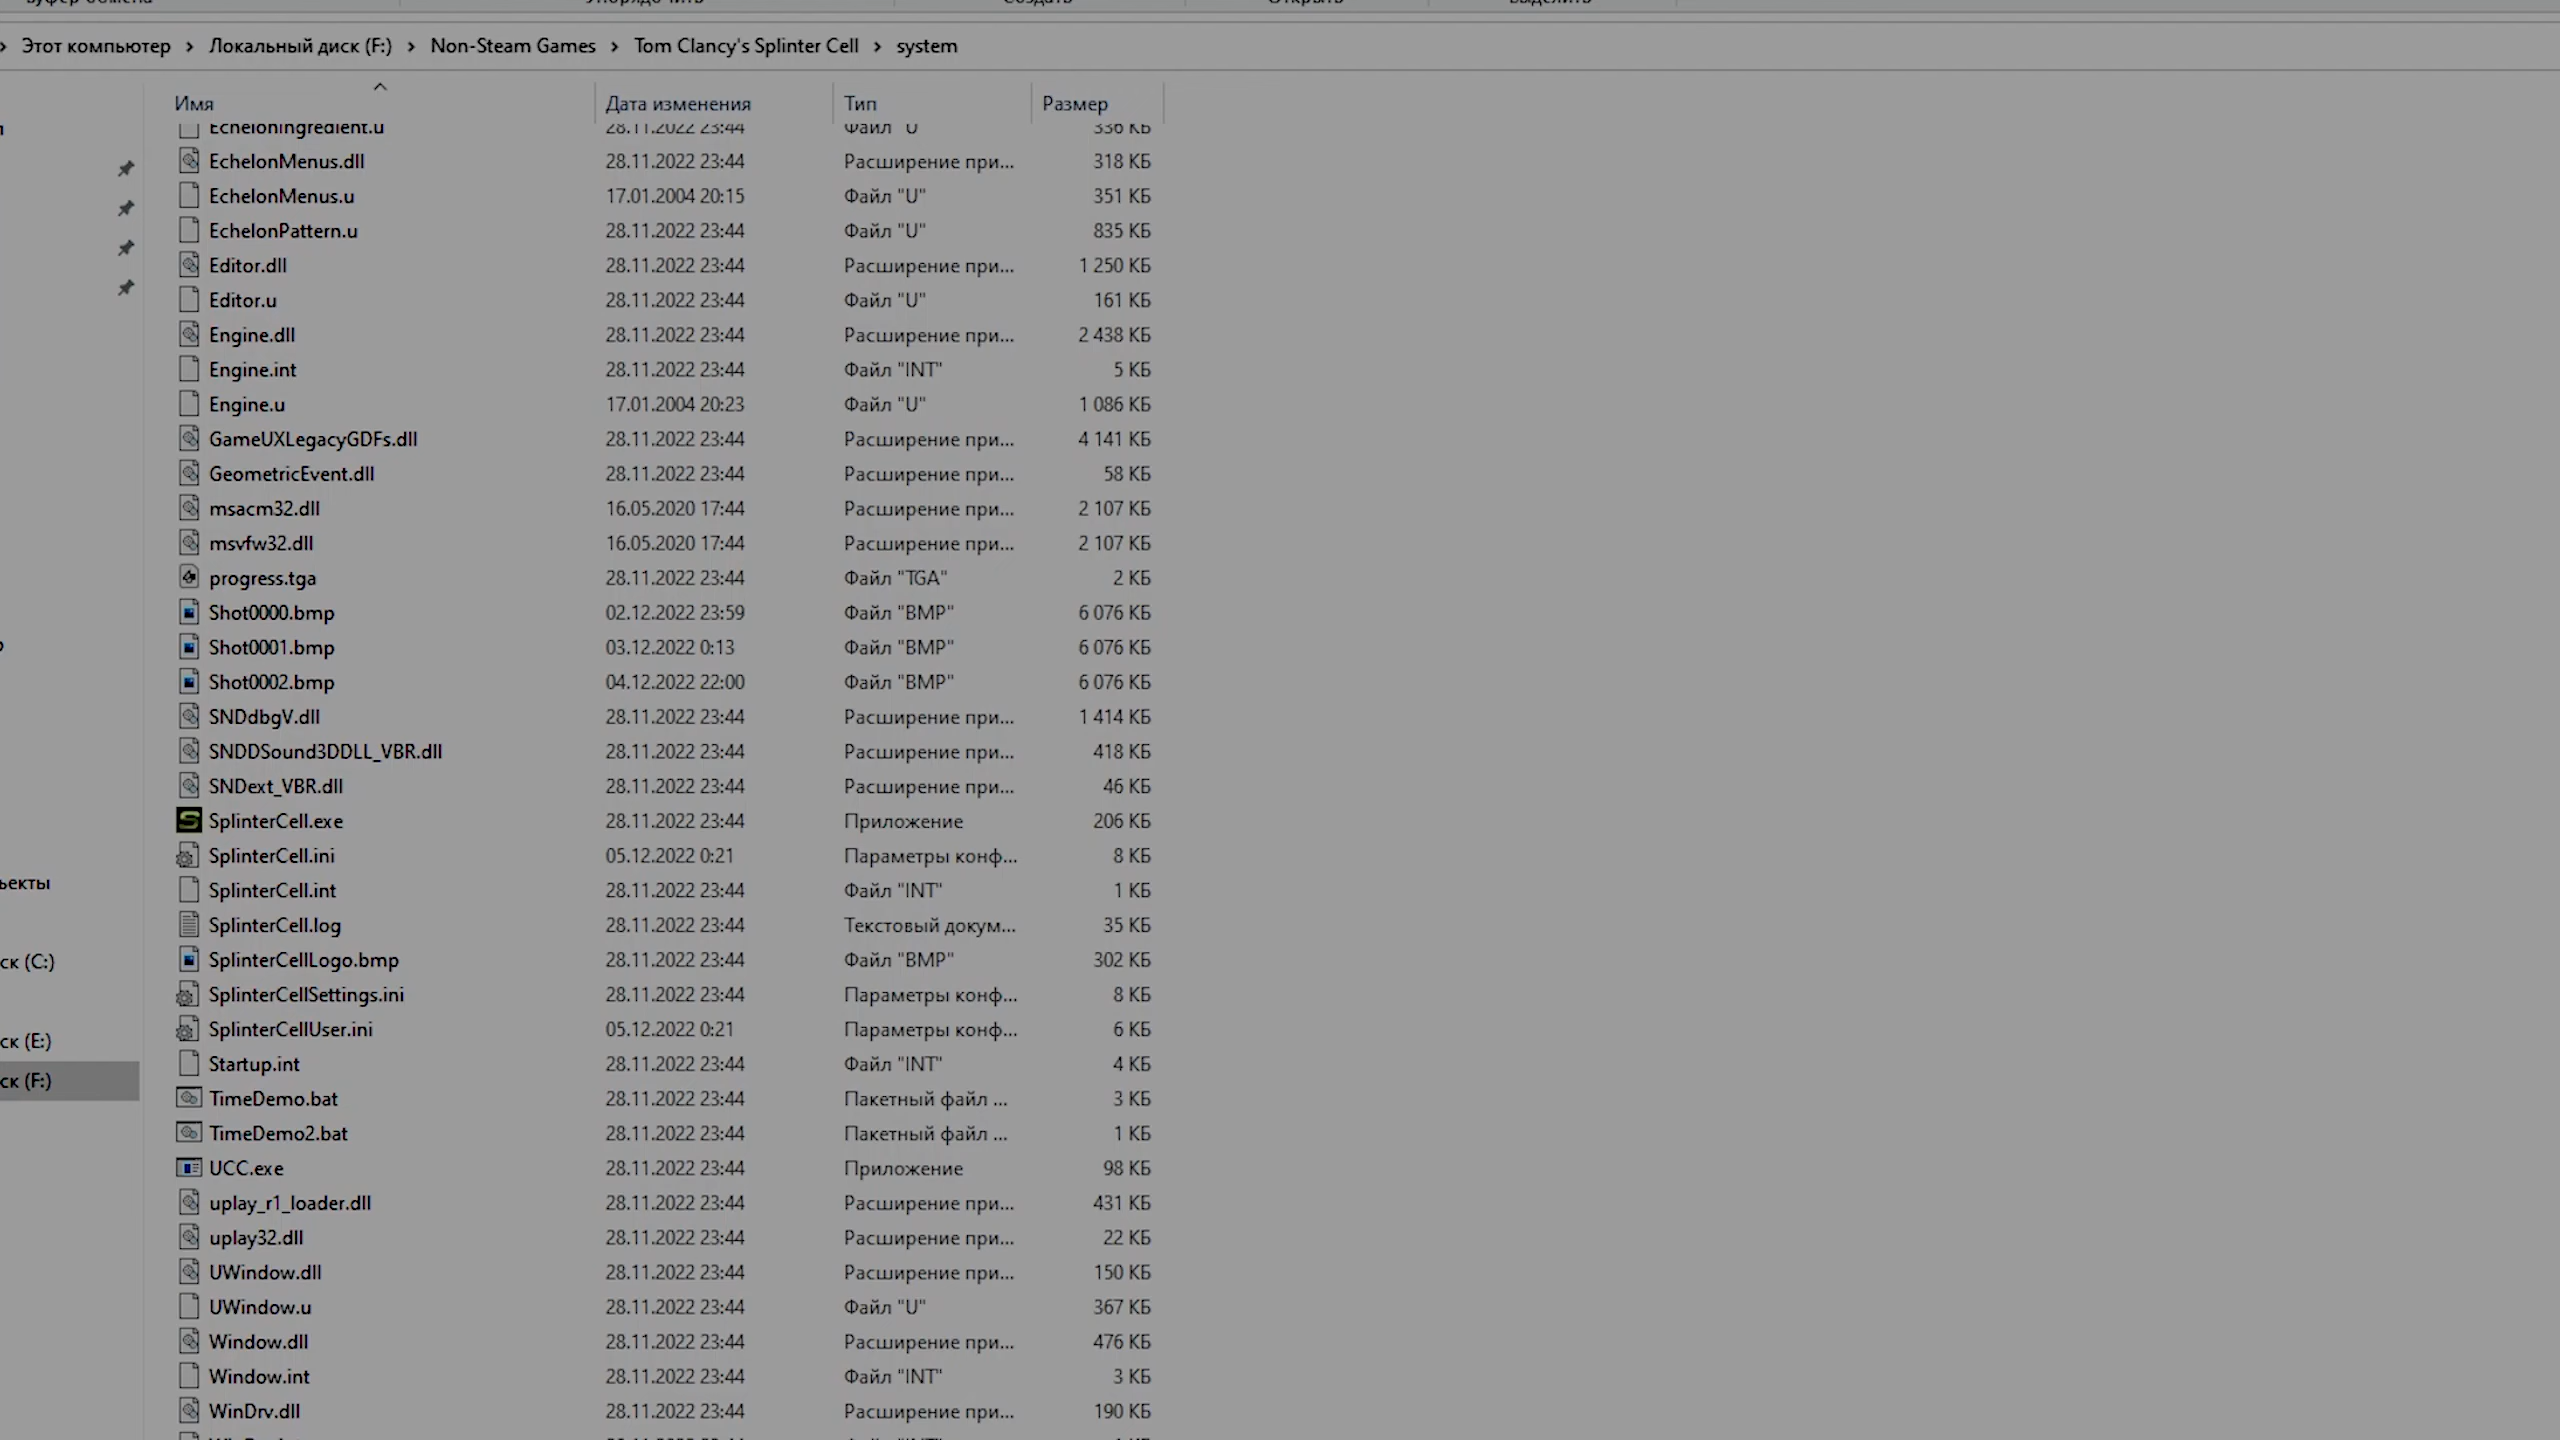 Этот компьютер › Локальный диск (F:) › Non-Steam Games › Tom Clancy's Splinter Cell › system
Имя Дата изменения Тип Размер
EchelonIngredient.u 28.11.2022 23:44 Файл "U" 336 КБ
EchelonMenus.dll 28.11.2022 23:44 Расширение при... 318 КБ
EchelonMenus.u 17.01.2004 20:15 Файл "U" 351 КБ
EchelonPattern.u 28.11.2022 23:44 Файл "U" 835 КБ
Editor.dll 28.11.2022 23:44 Расширение при... 1 250 КБ
Editor.u 28.11.2022 23:44 Файл "U" 161 КБ
Engine.dll 28.11.2022 23:44 Расширение при... 2 438 КБ
Engine.int 28.11.2022 23:44 Файл "INT" 5 КБ
Engine.u 17.01.2004 20:23 Файл "U" 1 086 КБ
GameUXLegacyGDFs.dll 28.11.2022 23:44 Расширение при... 4 141 КБ
GeometricEvent.dll 28.11.2022 23:44 Расширение при... 58 КБ
msacm32.dll 16.05.2020 17:44 Расширение при... 2 107 КБ
msvfw32.dll 16.05.2020 17:44 Расширение при... 2 107 КБ
progress.tga 28.11.2022 23:44 Файл "TGA" 2 КБ
Shot0000.bmp 02.12.2022 23:59 Файл "BMP" 6 076 КБ
Shot0001.bmp 03.12.2022 0:13 Файл "BMP" 6 076 КБ
Shot0002.bmp 04.12.2022 22:00 Файл "BMP" 6 076 КБ
SNDdbgV.dll 28.11.2022 23:44 Расширение при... 1 414 КБ
SNDDSound3DDLL_VBR.dll 28.11.2022 23:44 Расширение при... 418 КБ
SNDext_VBR.dll 28.11.2022 23:44 Расширение при... 46 КБ
SplinterCell.exe 28.11.2022 23:44 Приложение 206 КБ
SplinterCell.ini 05.12.2022 0:21 Параметры конф... 8 КБ
ъекты SplinterCell.int 28.11.2022 23:44 Файл "INT" 1 КБ
SplinterCell.log 28.11.2022 23:44 Текстовый докум... 35 КБ
ск (C:) SplinterCellLogo.bmp 28.11.2022 23:44 Файл "BMP" 302 КБ
SplinterCellSettings.ini 28.11.2022 23:44 Параметры конф... 8 КБ
ск (E:) SplinterCellUser.ini 05.12.2022 0:21 Параметры конф... 6 КБ
ск (F:) Startup.int 28.11.2022 23:44 Файл "INT" 4 КБ
TimeDemo.bat 28.11.2022 23:44 Пакетный файл ... 3 КБ
TimeDemo2.bat 28.11.2022 23:44 Пакетный файл ... 1 КБ
UCC.exe 28.11.2022 23:44 Приложение 98 КБ
uplay_r1_loader.dll 28.11.2022 23:44 Расширение при... 431 КБ
uplay32.dll 28.11.2022 23:44 Расширение при... 22 КБ
UWindow.dll 28.11.2022 23:44 Расширение при... 150 КБ
UWindow.u 28.11.2022 23:44 Файл "U" 367 КБ
Window.dll 28.11.2022 23:44 Расширение при... 476 КБ
Window.int 28.11.2022 23:44 Файл "INT" 3 КБ
WinDrv.dll 28.11.2022 23:44 Расширение при... 190 КБ